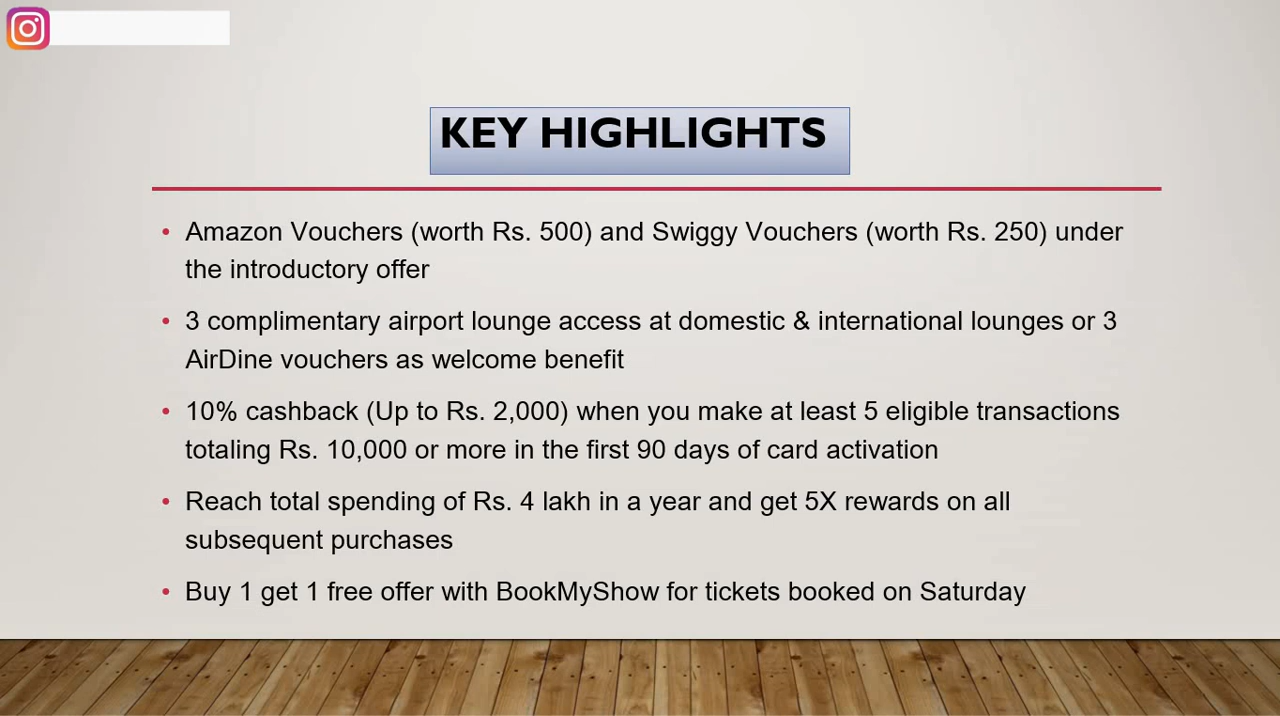 KEY HIGHLIGHTS
• Amazon Vouchers (worth Rs. 500) and Swiggy Vouchers (worth Rs. 250) under
the introductory offer
• 3 complimentary airport lounge access at domestic & international lounges or 3
AirDine vouchers as welcome benefit
• 10% cashback (Up to Rs. 2,000) when you make at least 5 eligible transactions
totaling Rs. 10,000 or more in the first 90 days of card activation
• Reach total spending of Rs. 4 lakh in a year and get 5X rewards on all
subsequent purchases
• Buy 1 get 1 free offer with BookMyShow for tickets booked on Saturday